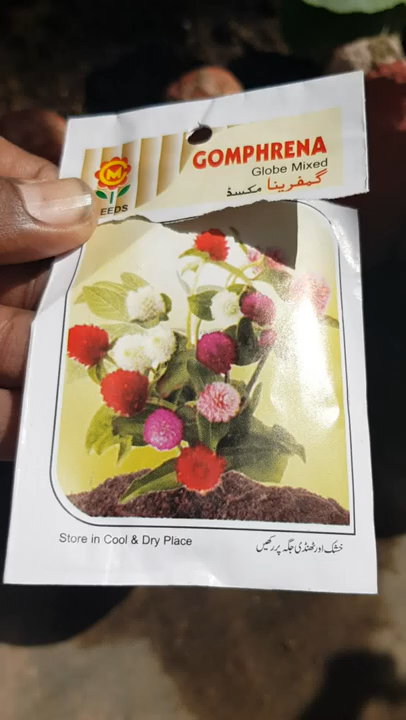 GOMPHRENA
Globe Mixed
گمفرینا مکسڈ
M
EEDS
Store in Cool & Dry Place
خشک اور ٹھنڈی جگہ پر رکھیں